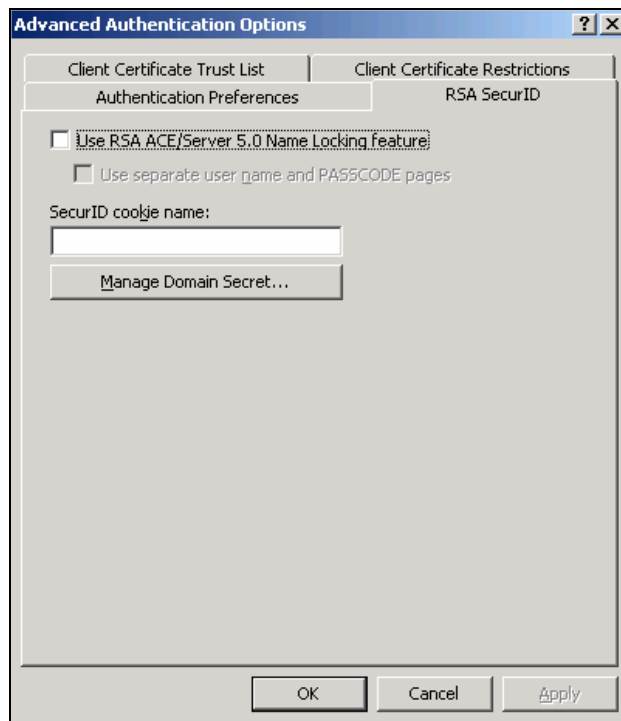 Advanced Authentication Options
Client Certificate Trust List
Client Certificate Restrictions
Authentication Preferences
RSA SecurID
Use RSA ACE/Server 5.0 Name Locking feature
Use separate user name and PASSCODE pages
SecurID cookie name:
Manage Domain Secret...
OK
Cancel
Apply